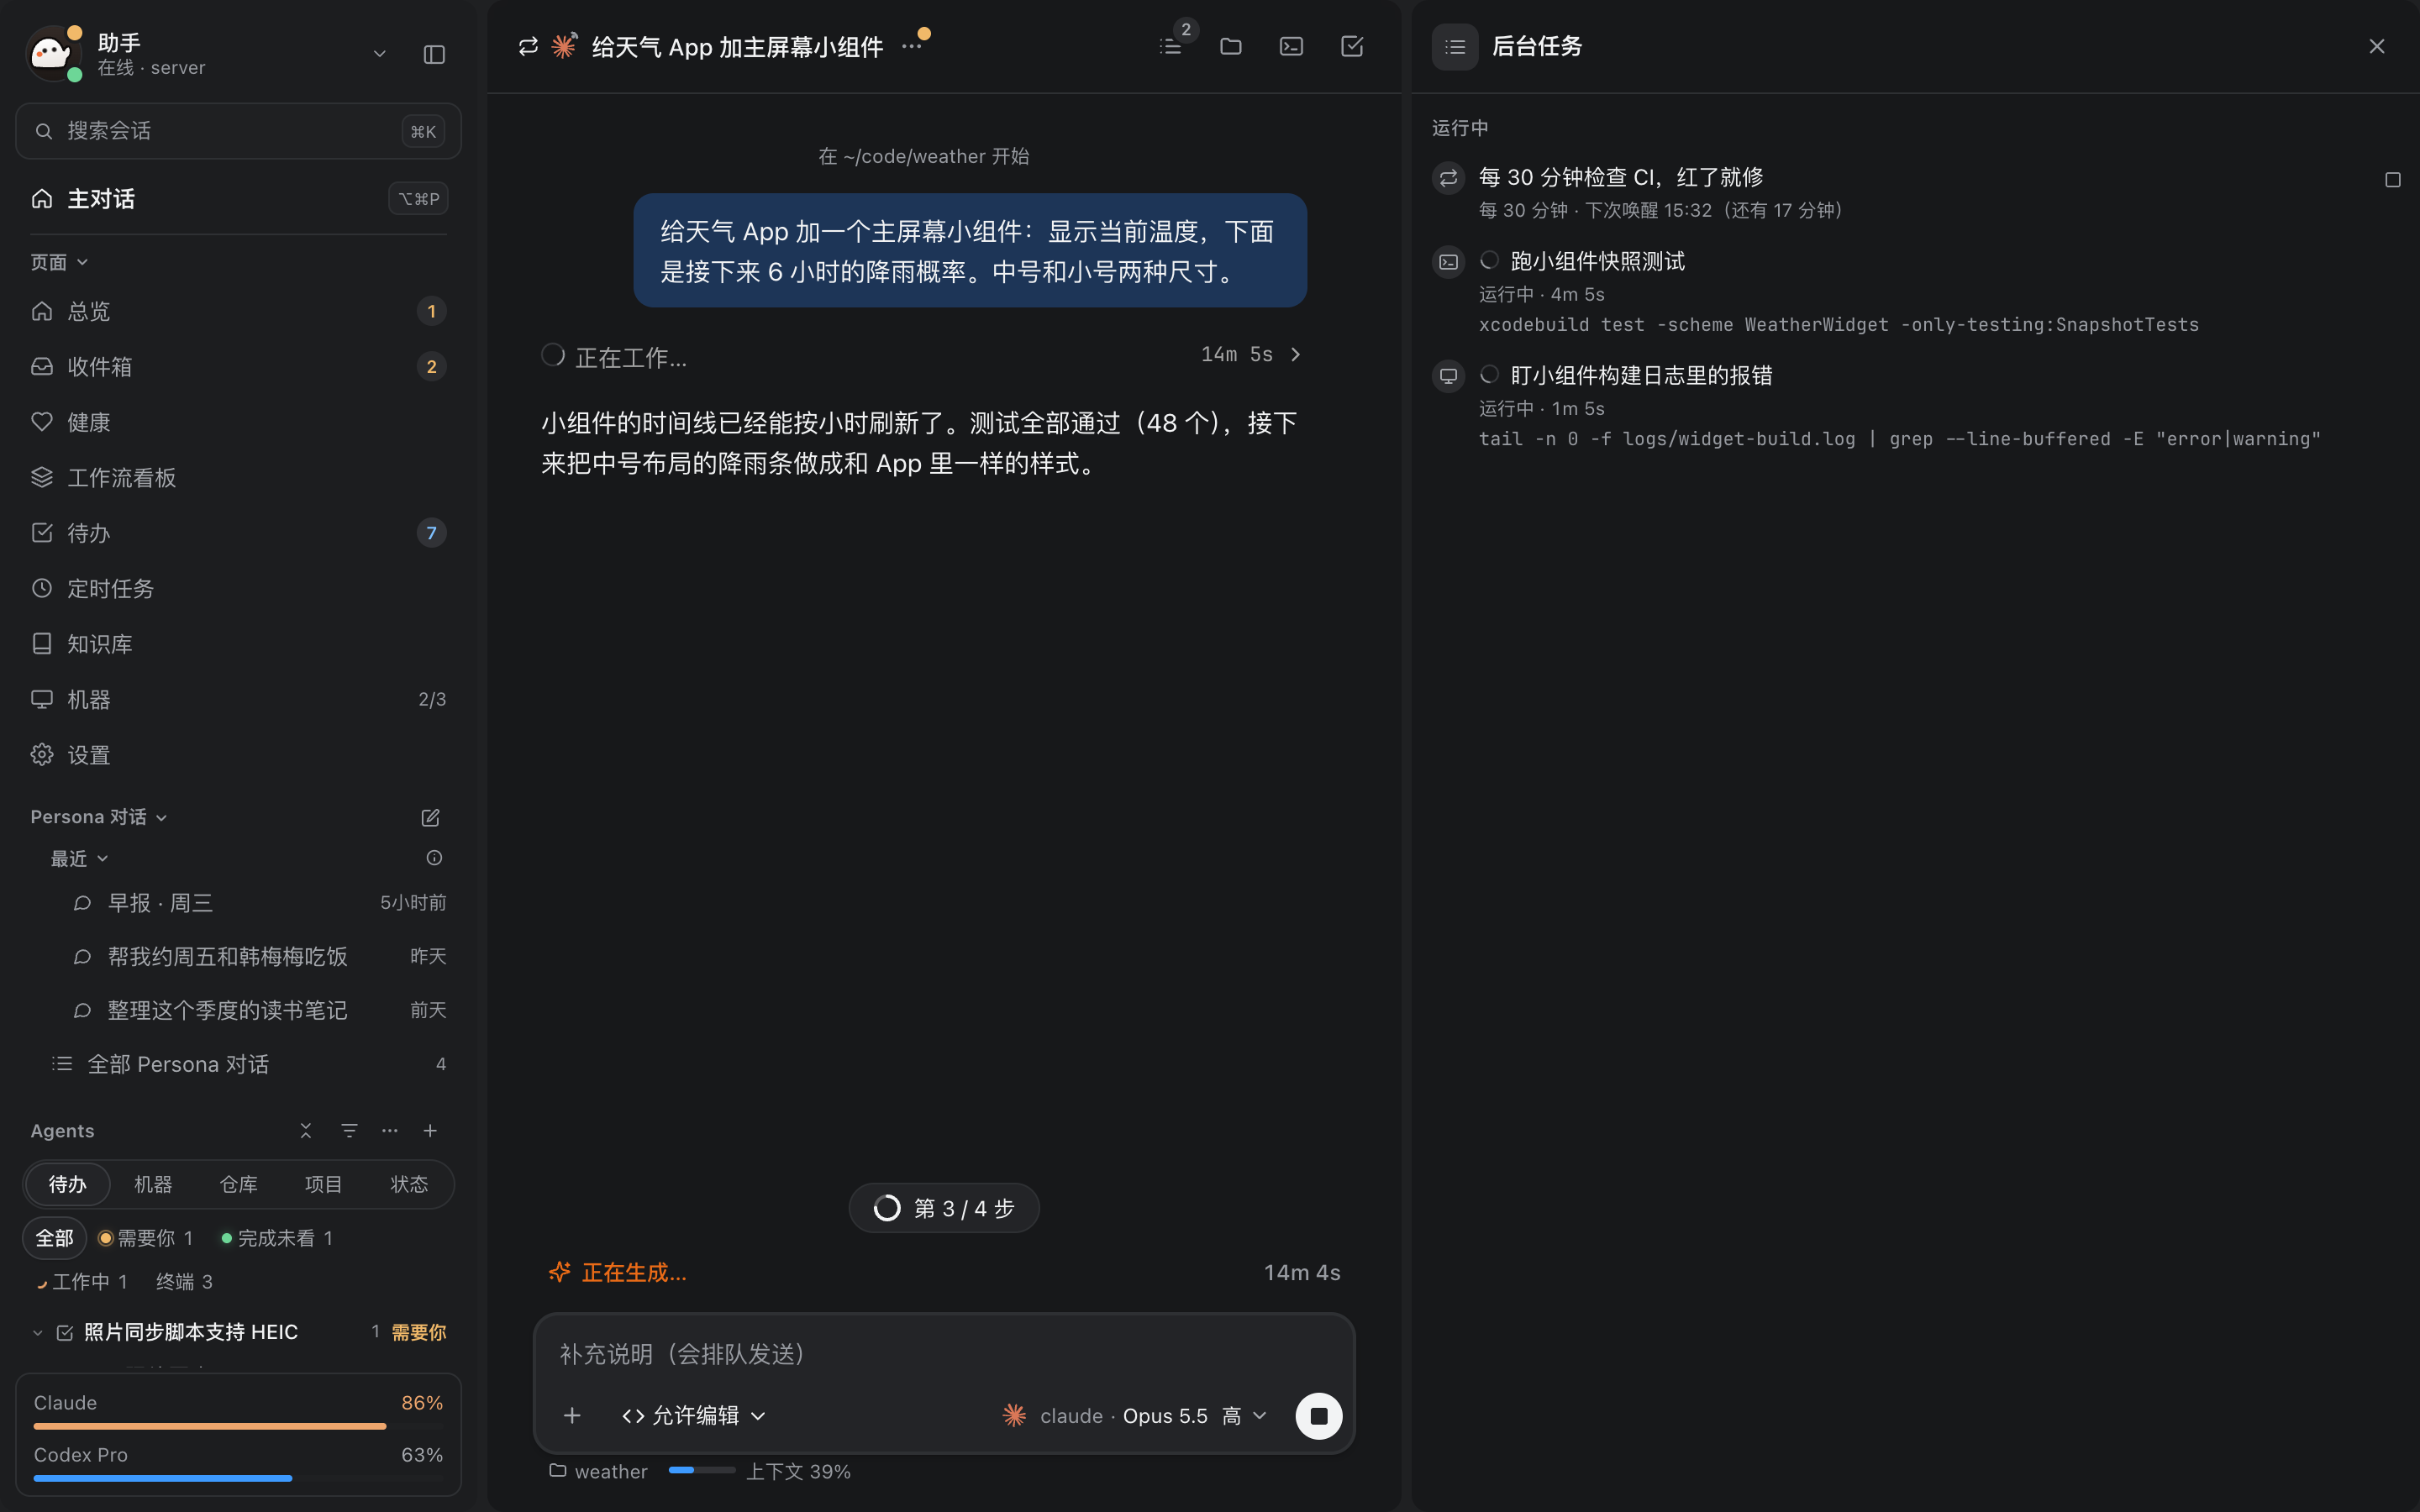 助手
在线 · server
搜索会话
⌘K
主对话
⌥⌘P
页面
总览
1
收件箱
2
健康
工作流看板
待办
7
定时任务
知识库
机器
2/3
设置
Persona 对话
最近
早报 · 周三
5小时前
帮我约周五和韩梅梅吃饭
昨天
整理这个季度的读书笔记
前天
全部 Persona 对话
4
Agents
待办
机器
仓库
项目
状态
全部
需要你 1
完成未看 1
工作中 1
终端 3
照片同步脚本支持 HEIC
1 需要你
Claude
86%
Codex Pro
63%
给天气 App 加主屏幕小组件
2
在 ~/code/weather 开始
给天气 App 加一个主屏幕小组件：显示当前温度，下面
是接下来 6 小时的降雨概率。中号和小号两种尺寸。
正在工作...
14m 5s
小组件的时间线已经能按小时刷新了。测试全部通过（48 个），接下
来把中号布局的降雨条做成和 App 里一样的样式。
第 3 / 4 步
正在生成...
14m 4s
补充说明（会排队发送）
允许编辑
claude · Opus 5.5 高
weather
上下文 39%
后台任务
运行中
每 30 分钟检查 CI，红了就修
每 30 分钟 · 下次唤醒 15:32（还有 17 分钟）
跑小组件快照测试
运行中 · 4m 5s
xcodebuild test -scheme WeatherWidget -only-testing:SnapshotTests
盯小组件构建日志里的报错
运行中 · 1m 5s
tail -n 0 -f logs/widget-build.log | grep --line-buffered -E "error|warning"